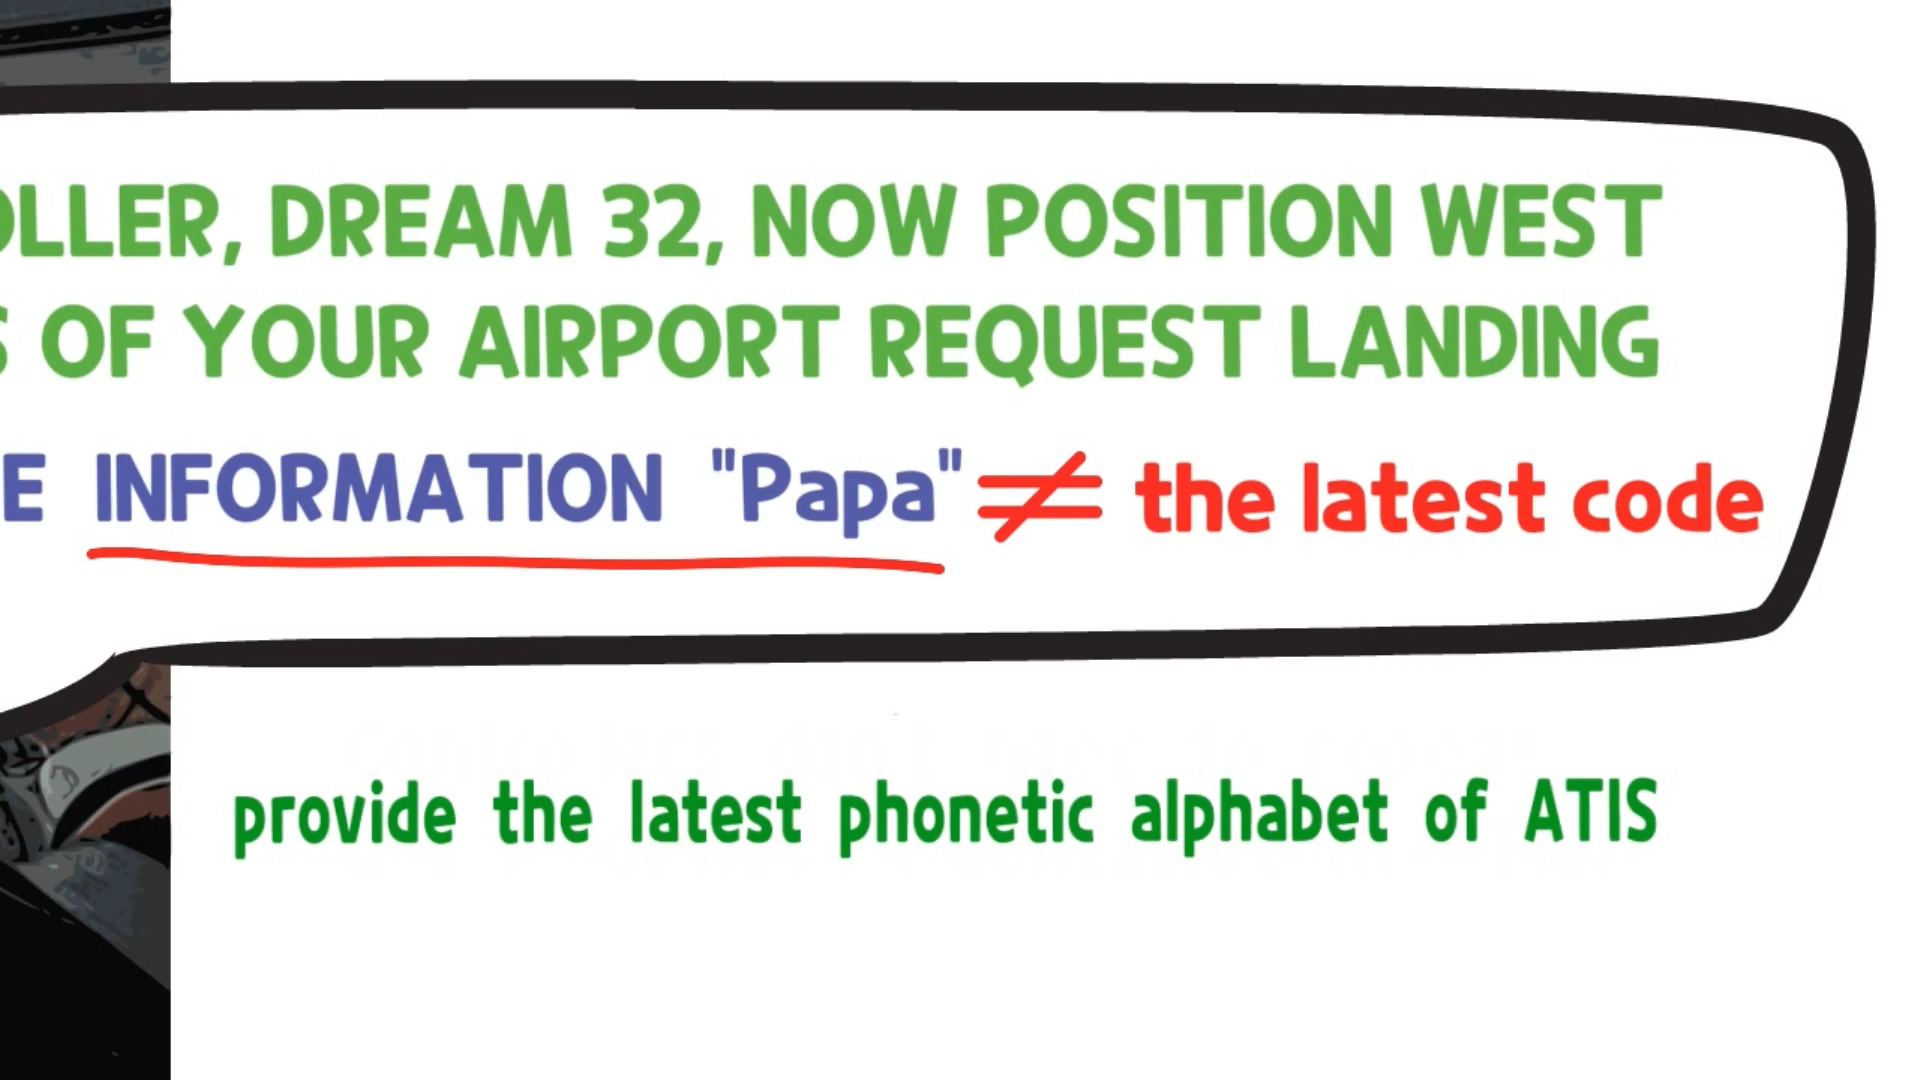 OLLER, DREAM 32, NOW POSITION WEST
S OF YOUR AIRPORT REQUEST LANDING
E INFORMATION "Papa" ≠ the latest code
provide the latest phonetic alphabet of ATIS